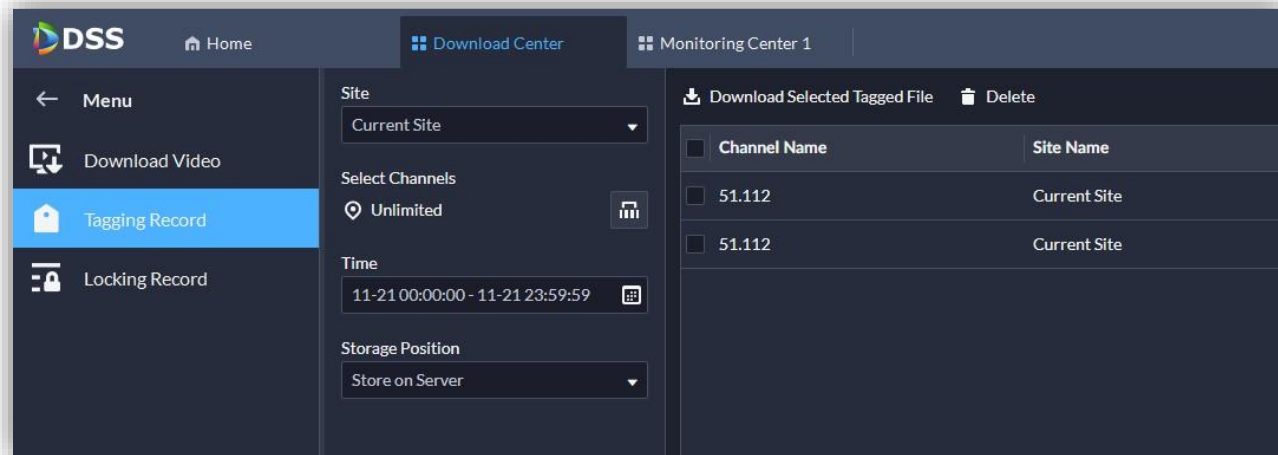 DSS
Home
Download Center
Monitoring Center 1
Menu
Download Video
Tagging Record
Locking Record
Site
Current Site
Select Channels
Unlimited
Time
11-21 00:00:00 - 11-21 23:59:59
Storage Position
Store on Server
Download Selected Tagged File Delete
Channel Name Site Name
51.112 Current Site
51.112 Current Site